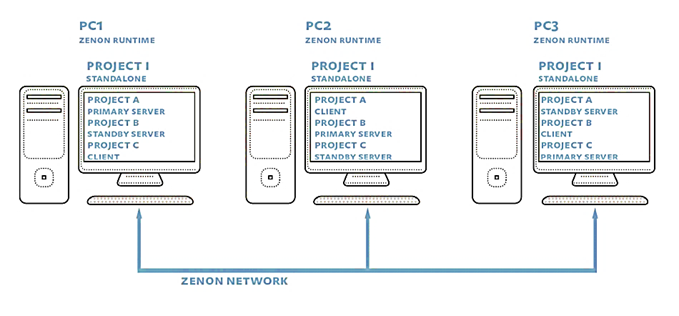 PC1
ZENON RUNTIME
PROJECT I
STANDALONE
PROJECT A
PRIMARY SERVER
PROJECT B
STANDBY SERVER
PROJECT C
CLIENT
PC2
ZENON RUNTIME
PROJECT I
STANDALONE
PROJECT A
CLIENT
PROJECT B
PRIMARY SERVER
PROJECT C
STANDBY SERVER
PC3
ZENON RUNTIME
PROJECT I
STANDALONE
PROJECT A
STANDBY SERVER
PROJECT B
CLIENT
PROJECT C
PRIMARY SERVER
ZENON NETWORK